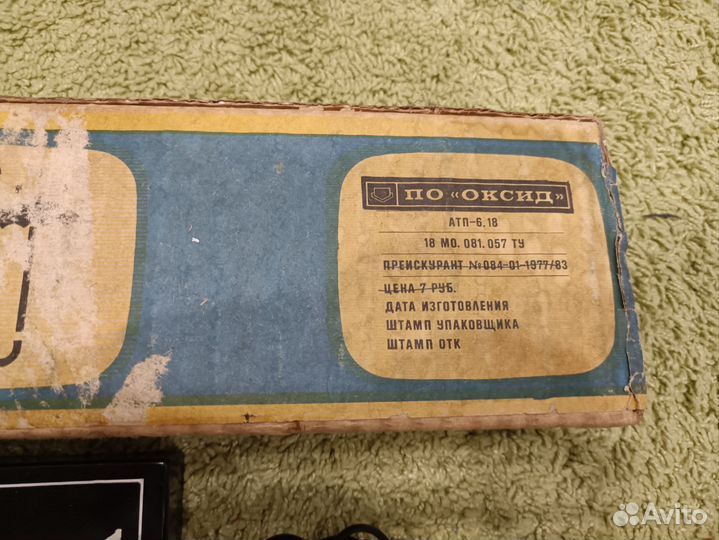 ПО «ОКСИД»
АТП-6.18
18 МО. 081. 057 ТУ
ПРЕЙСКУРАНТ №084-01-1977/83
ЦЕНА 7 РУБ.
ДАТА ИЗГОТОВЛЕНИЯ
ШТАМП УПАКОВЩИКА
ШТАМП ОТК
Avito